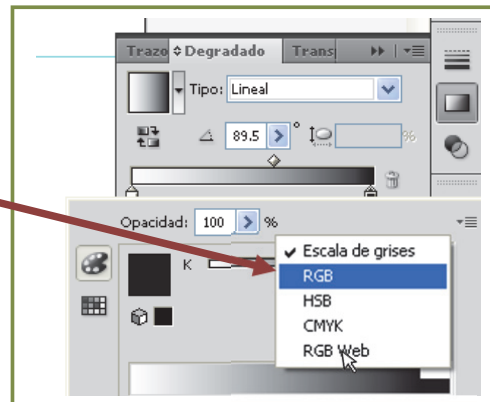 Trazo Degradado Trans
Tipo: Lineal
89.5 ° %
Opacidad: 100 %
K
Escala de grises
RGB
HSB
CMYK
RGB Web